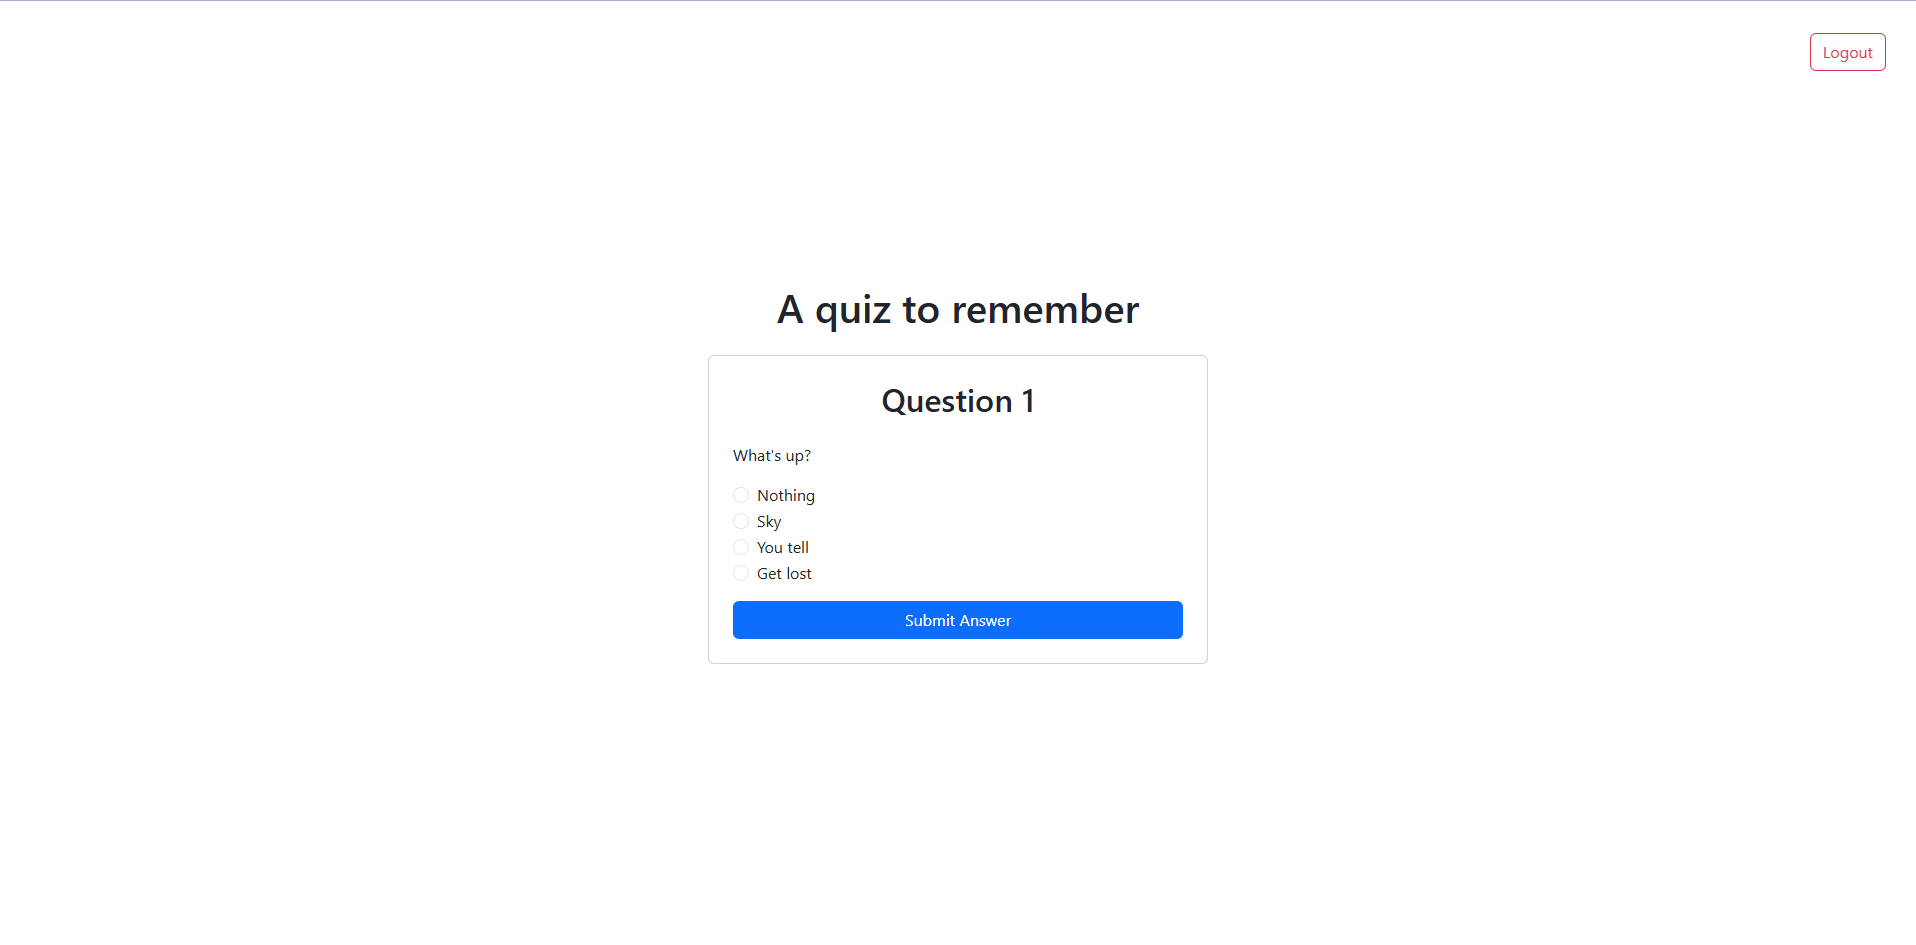 Logout
A quiz to remember
Question 1
What's up?
Nothing
Sky
You tell
Get lost
Submit Answer